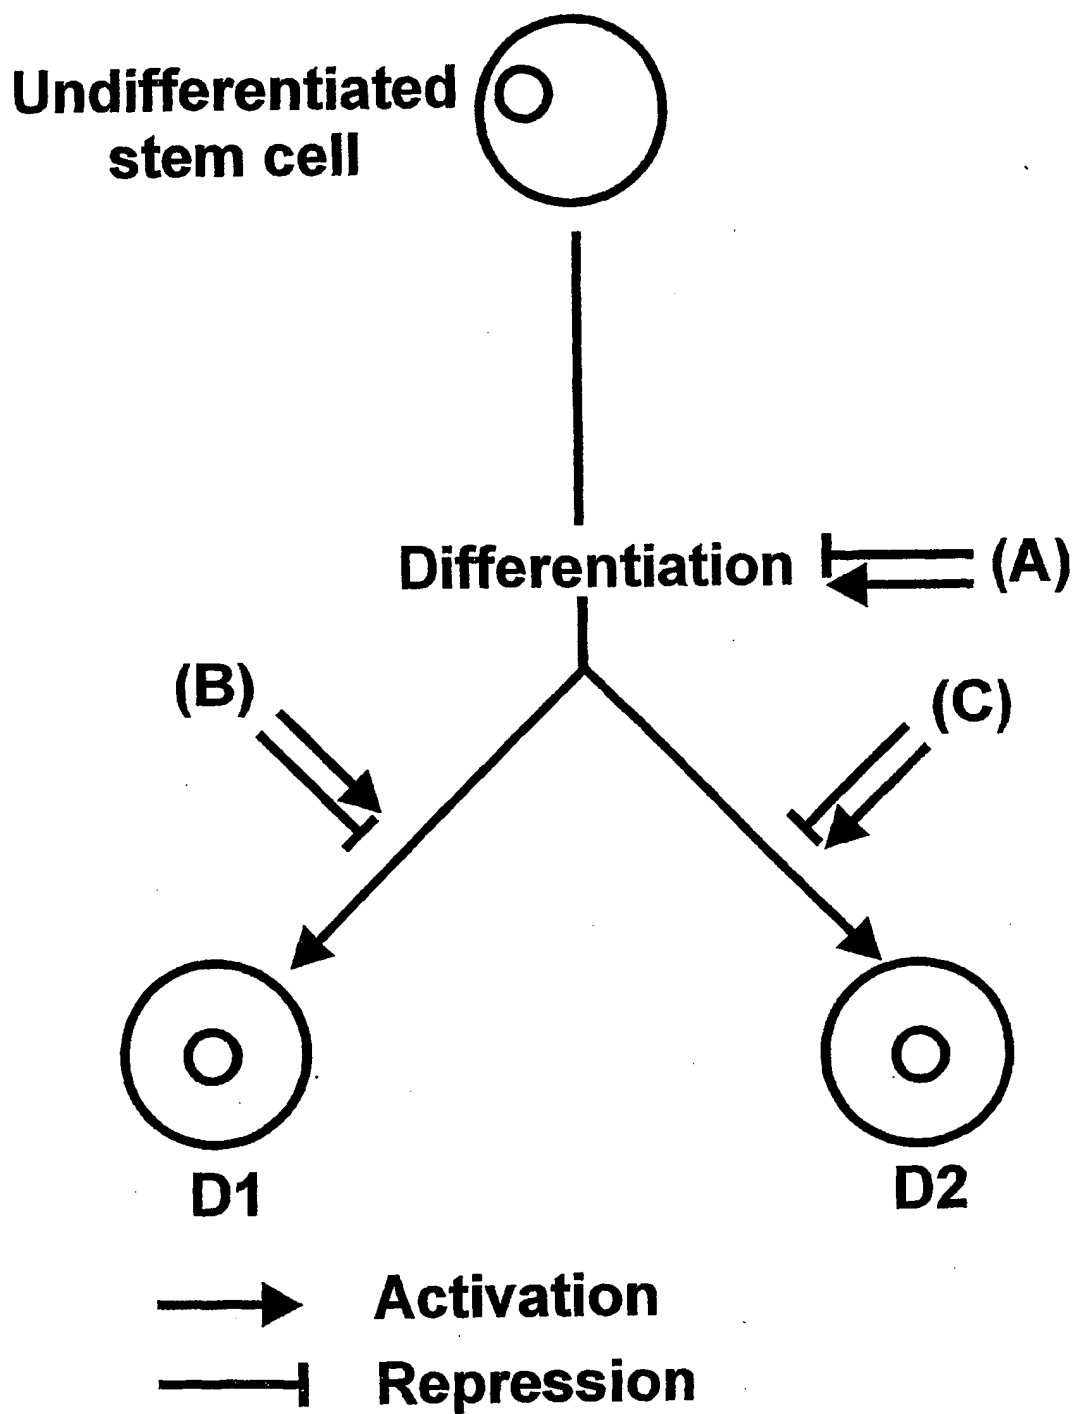 Undifferentiated
stem cell
Differentiation
(A)
(B)
(C)
D1
D2
Activation
Repression